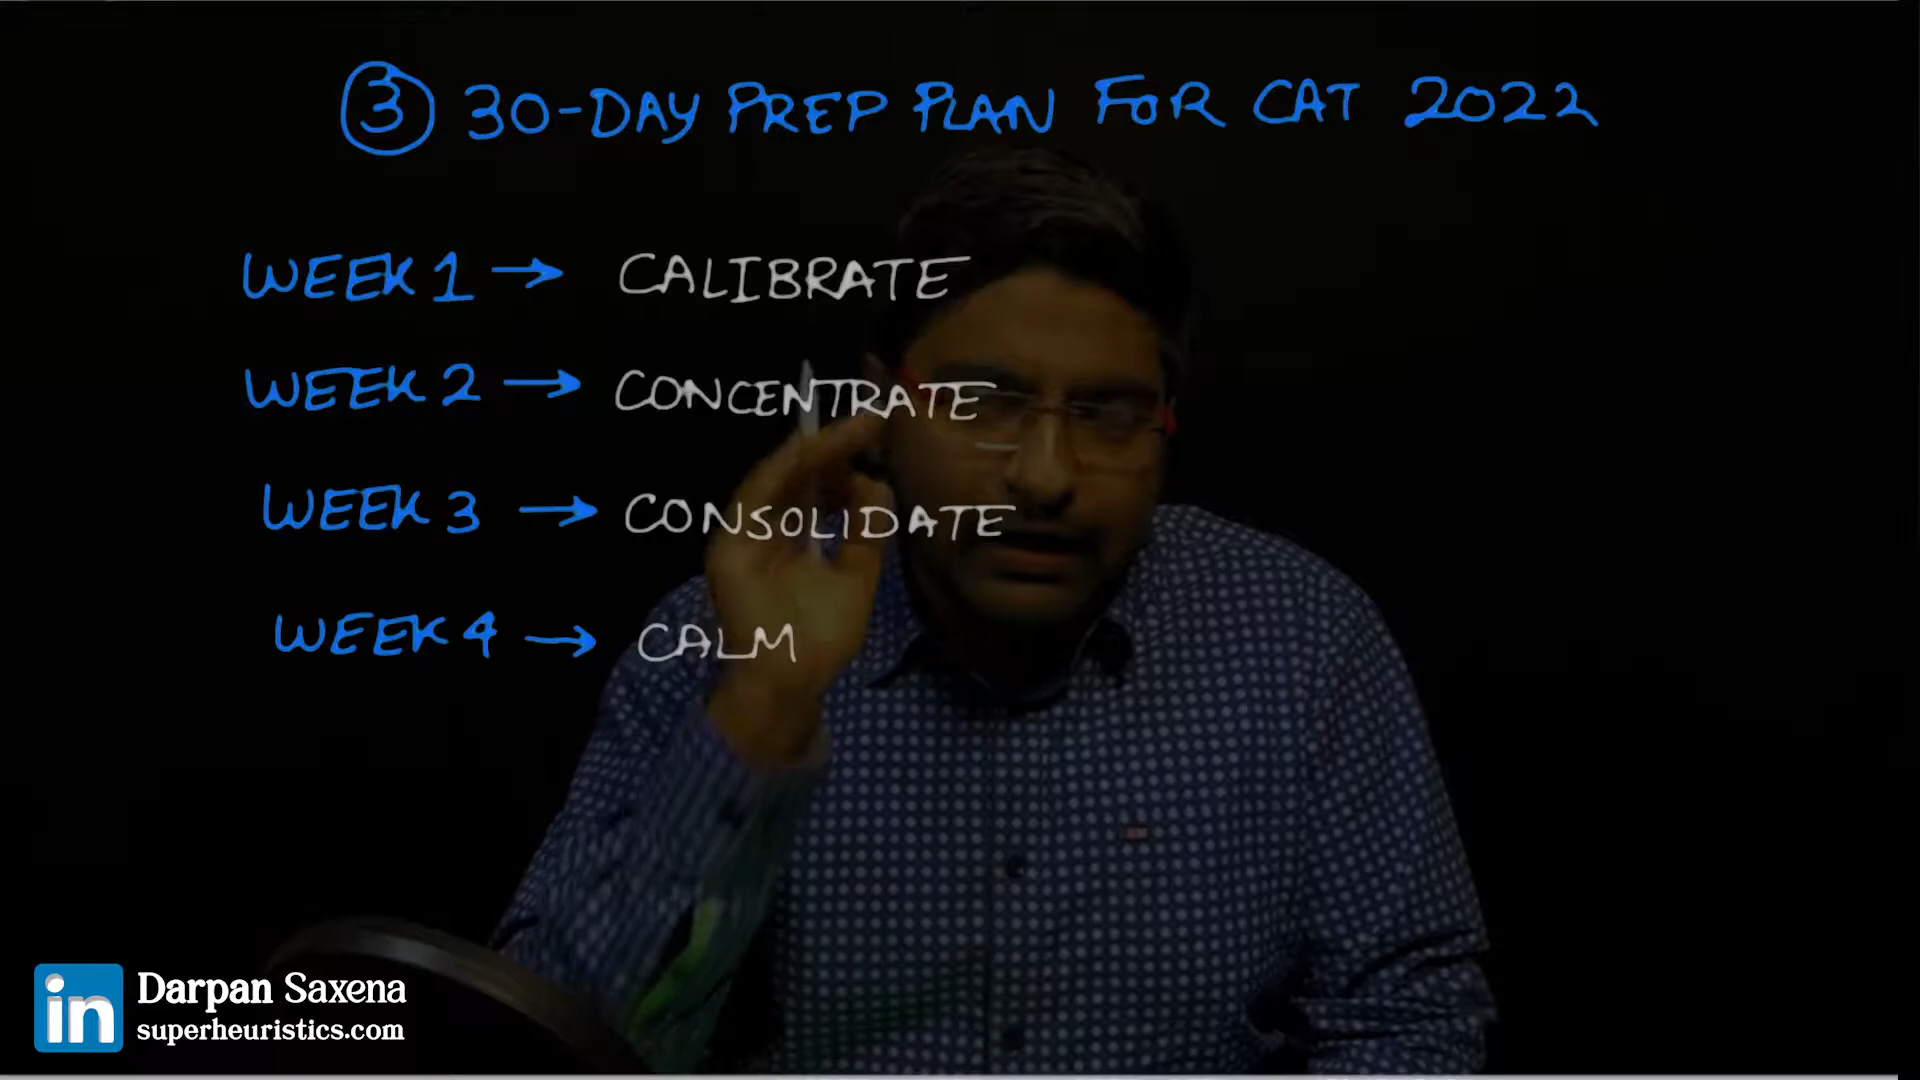 3 30-DAY PREP PLAN FOR CAT 2022
WEEK 1 → CALIBRATE
WEEK 2 → CONCENTRATE
WEEK 3 → CONSOLIDATE
WEEK 4 → CALM
in Darpan Saxena
superheuristics.com